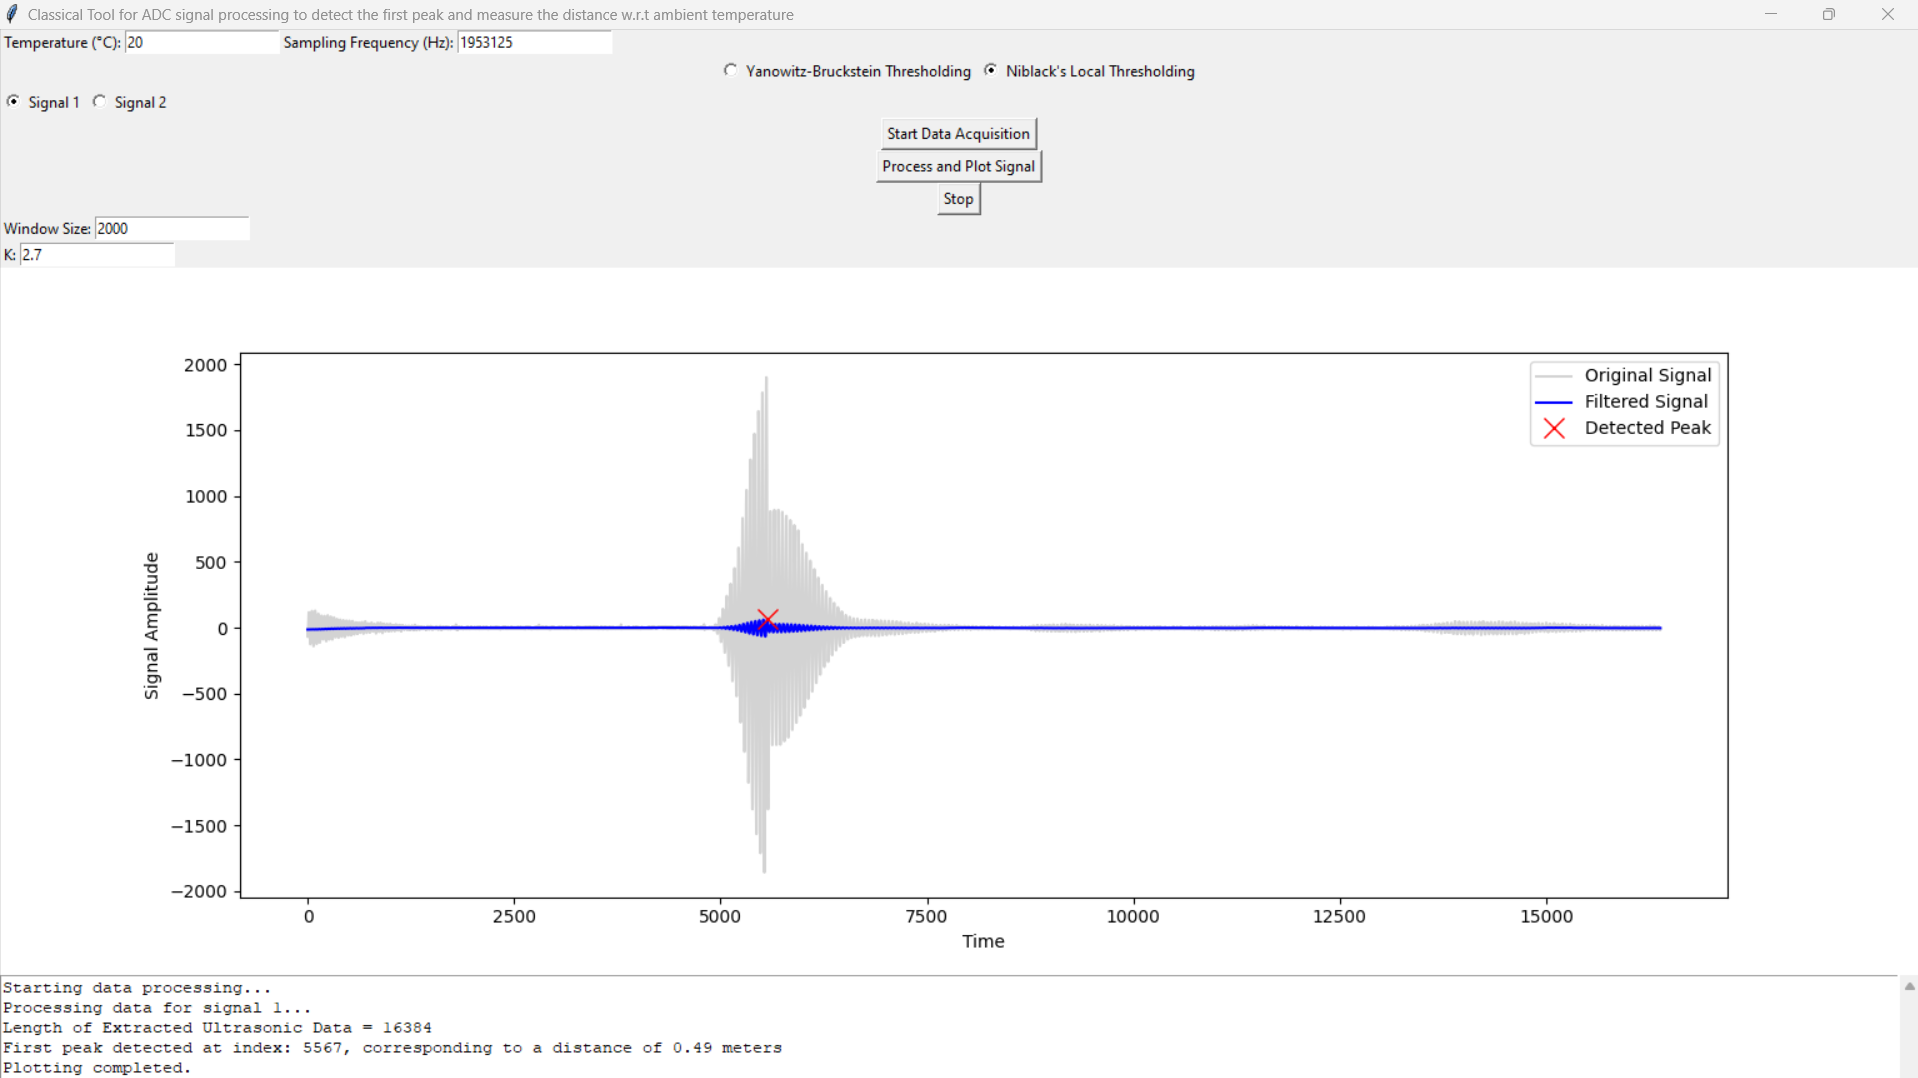 Classical Tool for ADC signal processing to detect the first peak and measure the distance w.r.t ambient temperature
Temperature (°C): 20 Sampling Frequency (Hz): 1953125
Yanowitz-Bruckstein Thresholding Niblack's Local Thresholding
Signal 1 Signal 2
Start Data Acquisition
Process and Plot Signal
Stop
Window Size: 2000
K: 2.7
2000
1500
1000
500
0
−500
−1000
−1500
−2000
Signal Amplitude
Original Signal
Filtered Signal
Detected Peak
0 2500 5000 7500 10000 12500 15000
Time
Starting data processing...
Processing data for signal 1...
Length of Extracted Ultrasonic Data = 16384
First peak detected at index: 5567, corresponding to a distance of 0.49 meters
Plotting completed.